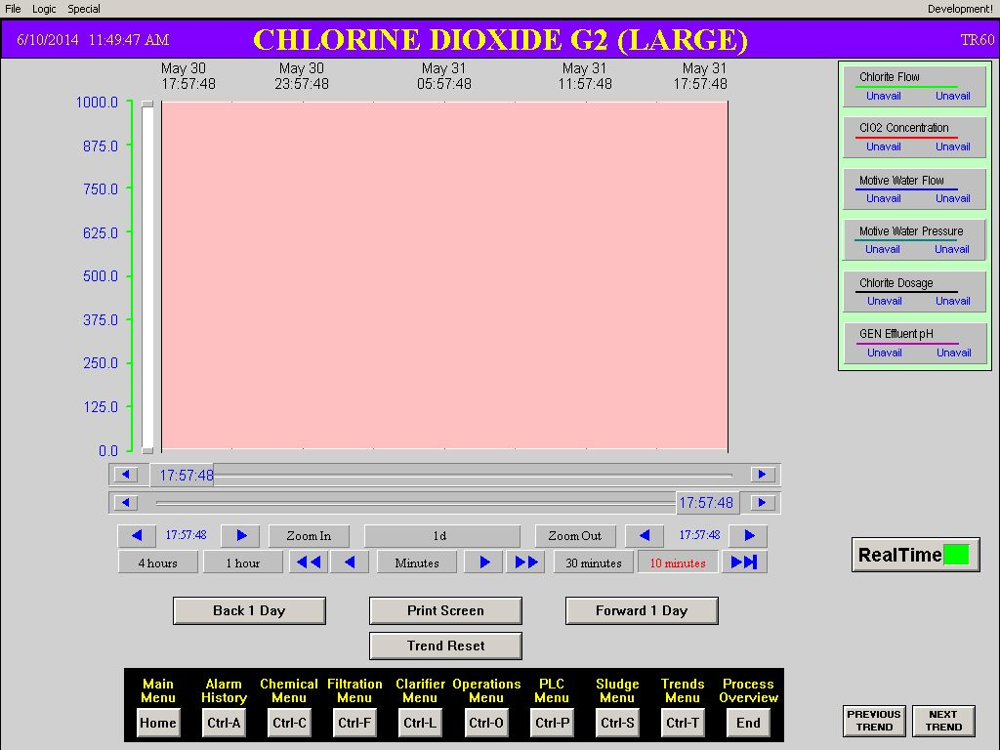 File Logic Special Development!
6/10/2014 11:49:47 AM CHLORINE DIOXIDE G2 (LARGE) TR60
May 30 May 30 May 31 May 31 May 31
17:57:48 23:57:48 05:57:48 11:57:48 17:57:48
1000.0
875.0
750.0
625.0
500.0
375.0
250.0
125.0
0.0
Chlorite Flow
Unavail Unavail
ClO2 Concentration
Unavail Unavail
Motive Water Flow
Unavail Unavail
Motive Water Pressure
Unavail Unavail
Chlorite Dosage
Unavail Unavail
GEN Effluent pH
Unavail Unavail
17:57:48
17:57:48
17:57:48 Zoom In 1d Zoom Out 17:57:48
4 hours 1 hour Minutes 30 minutes 10 minutes
RealTime
Back 1 Day Print Screen Forward 1 Day
Trend Reset
Main Alarm Chemical Filtration Clarifier Operations PLC Sludge Trends Process
Menu History Menu Menu Menu Menu Menu Menu Menu Overview
Home Ctrl-A Ctrl-C Ctrl-F Ctrl-L Ctrl-O Ctrl-P Ctrl-S Ctrl-T End
PREVIOUS NEXT
TREND TREND